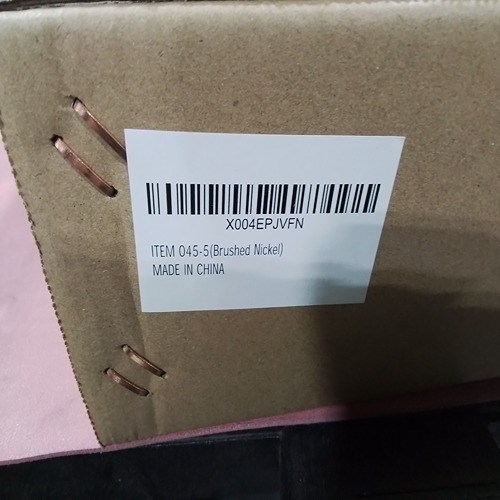 X004EPJVFN
ITEM 045-5(Brushed Nickel)
MADE IN CHINA